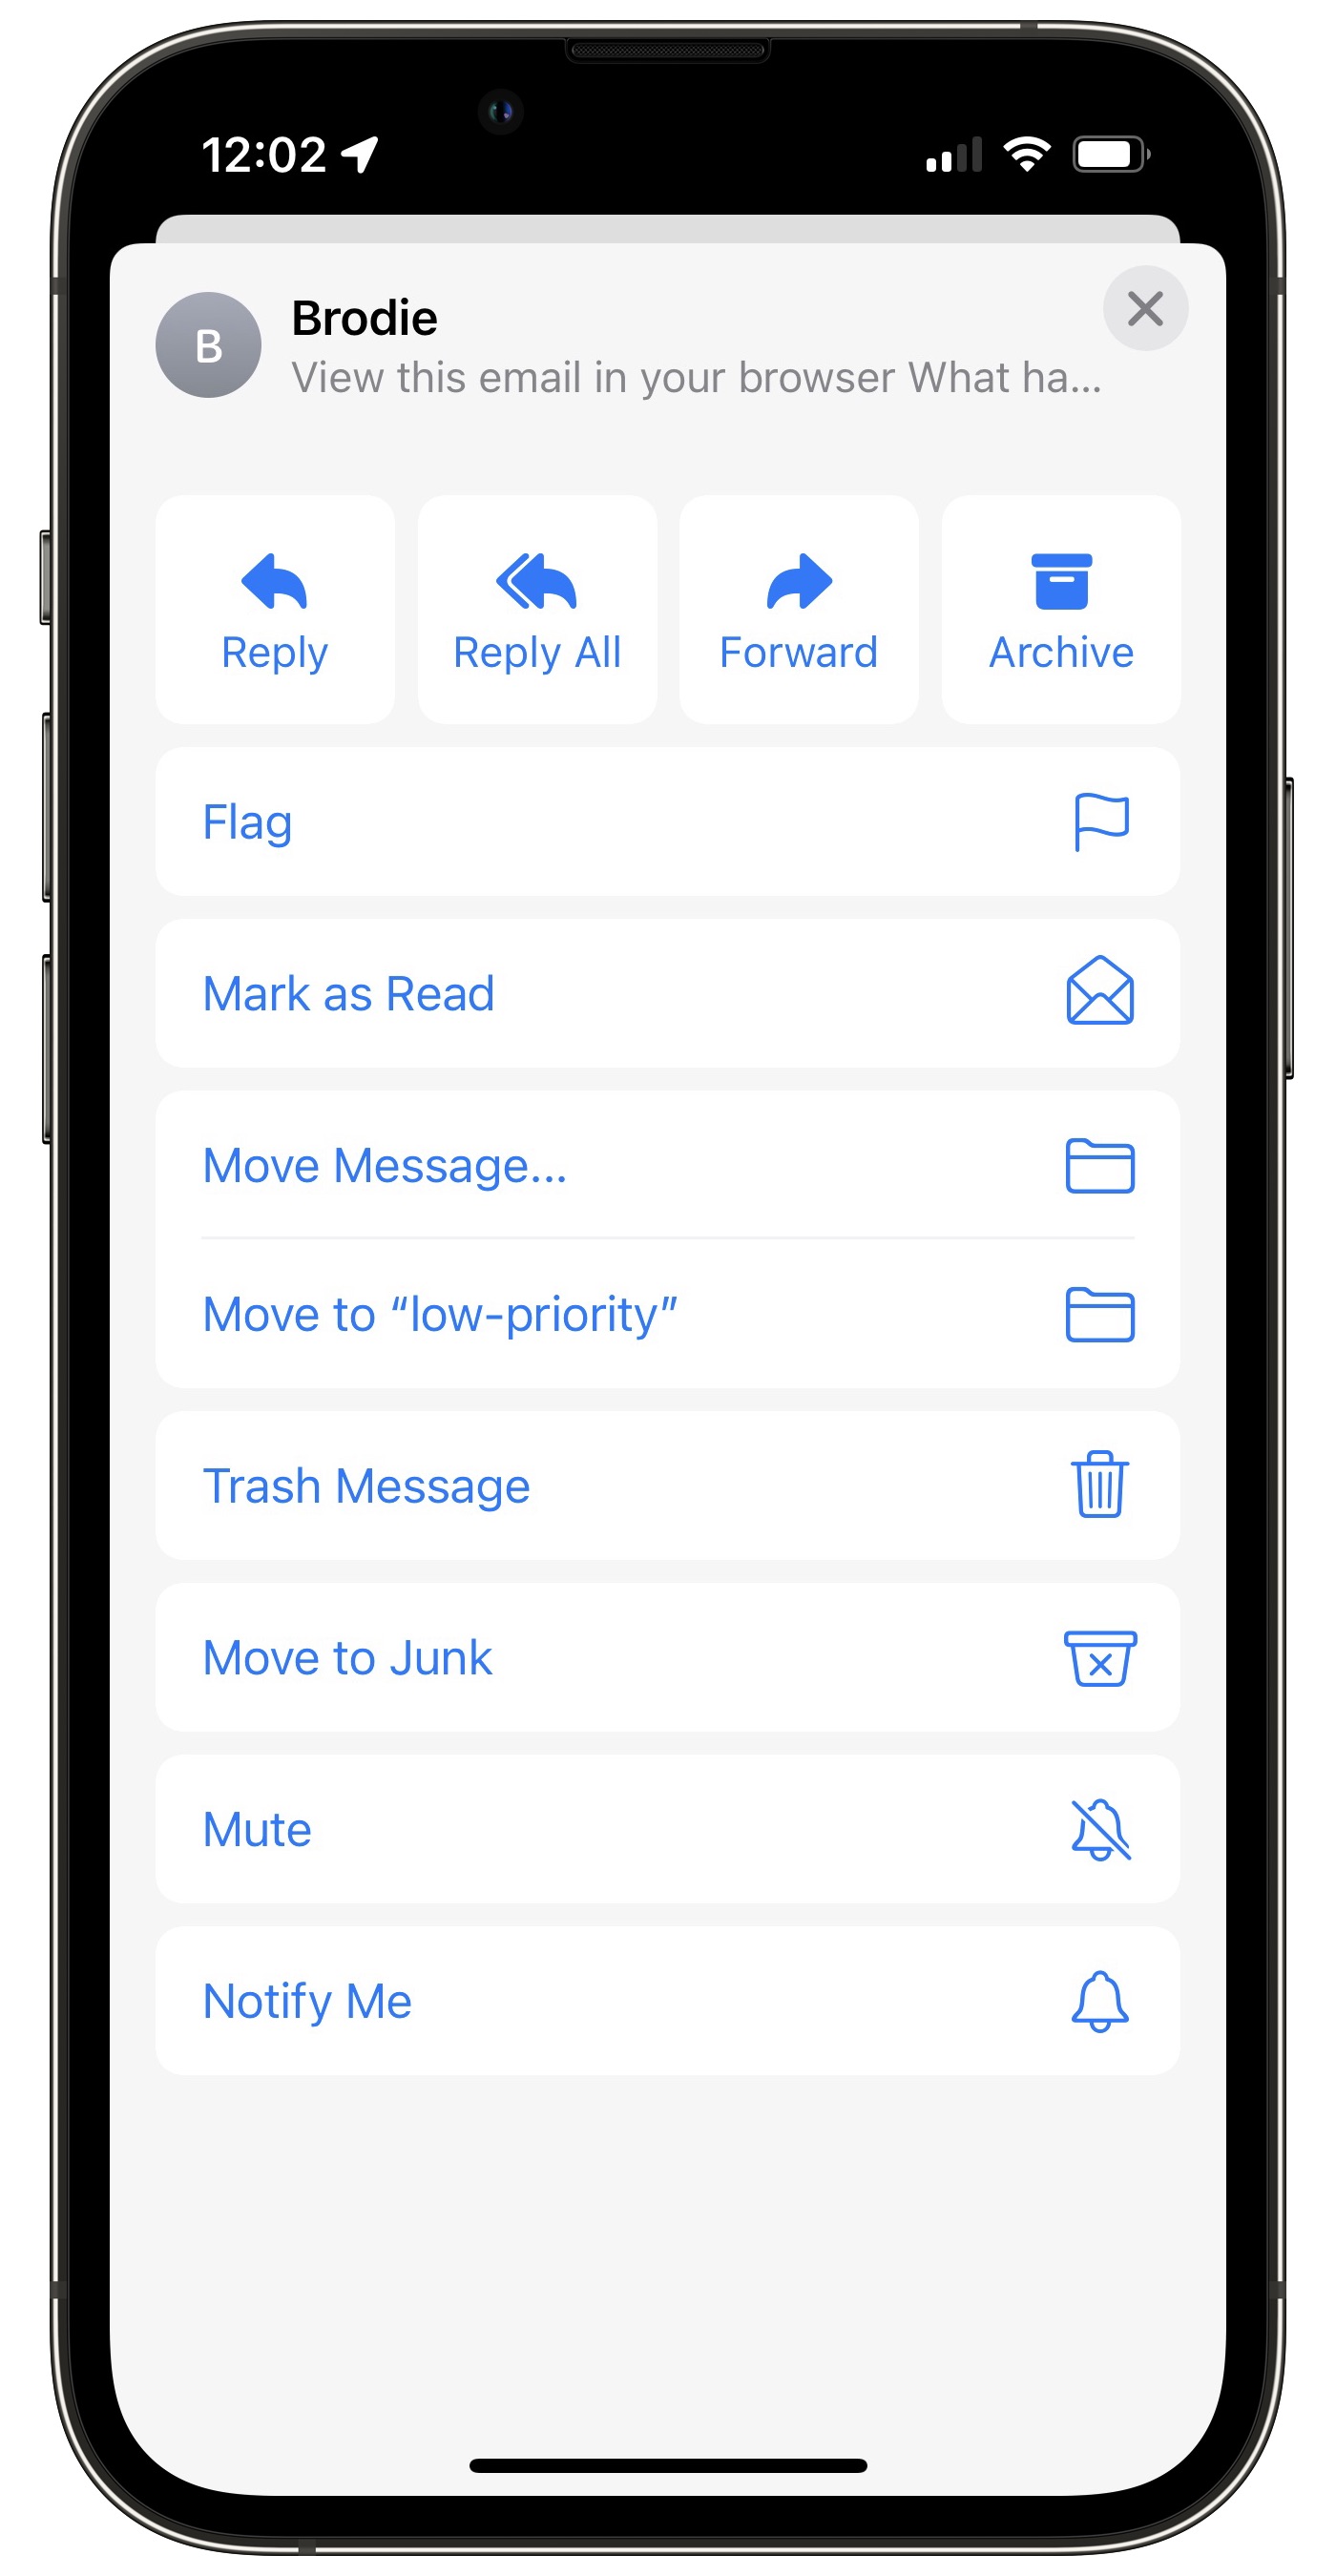 12:02
B
Brodie
View this email in your browser What ha...
Reply
Reply All
Forward
Archive
Flag
Mark as Read
Move Message...
Move to “low-priority”
Trash Message
Move to Junk
Mute
Notify Me